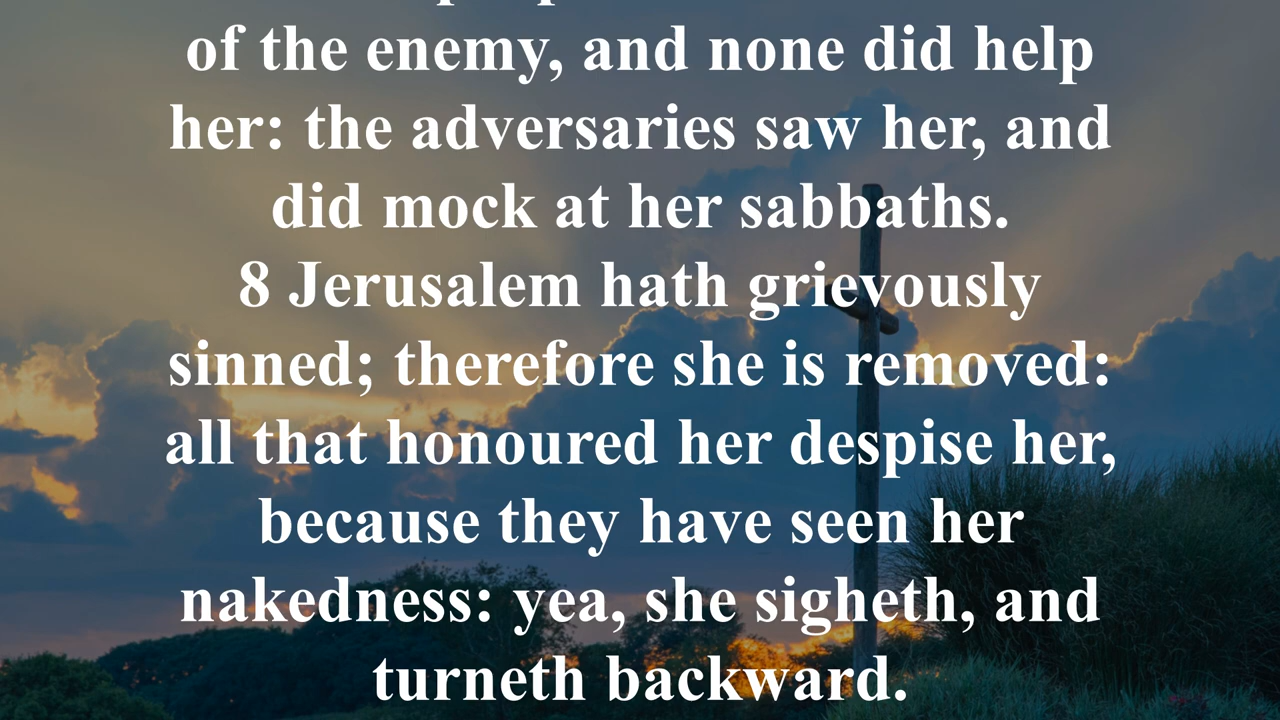 of the enemy, and none did help
her: the adversaries saw her, and
did mock at her sabbaths.
8 Jerusalem hath grievously
sinned; therefore she is removed:
all that honoured her despise her,
because they have seen her
nakedness: yea, she sigheth, and
turneth backward.